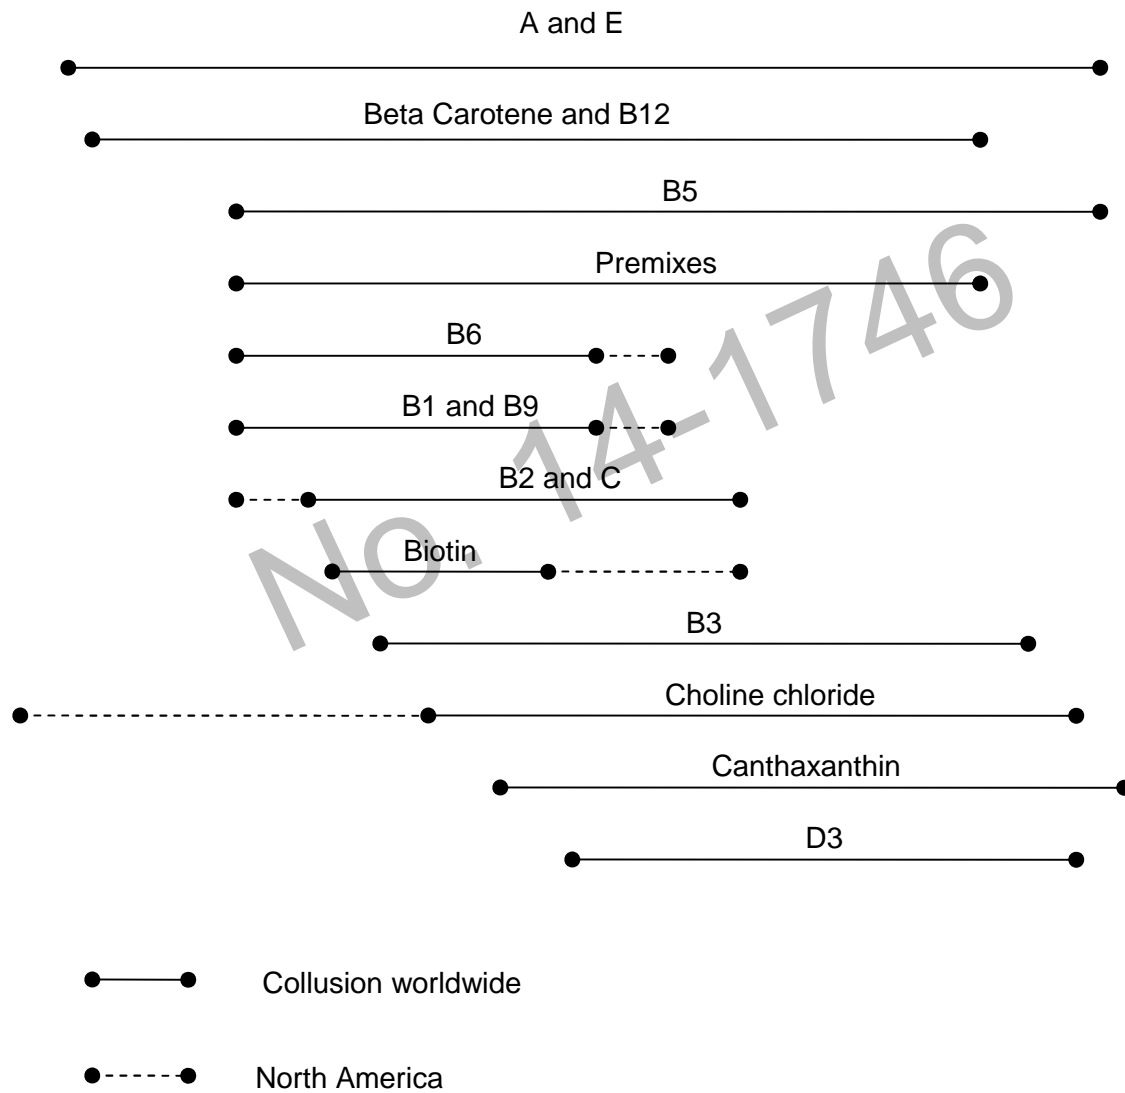 A and E
Beta Carotene and B12
B5
Premixes
B6
B1 and B9
B2 and C
Biotin
B3
Choline chloride
Canthaxanthin
D3
No. 14-1746
Collusion worldwide
North America